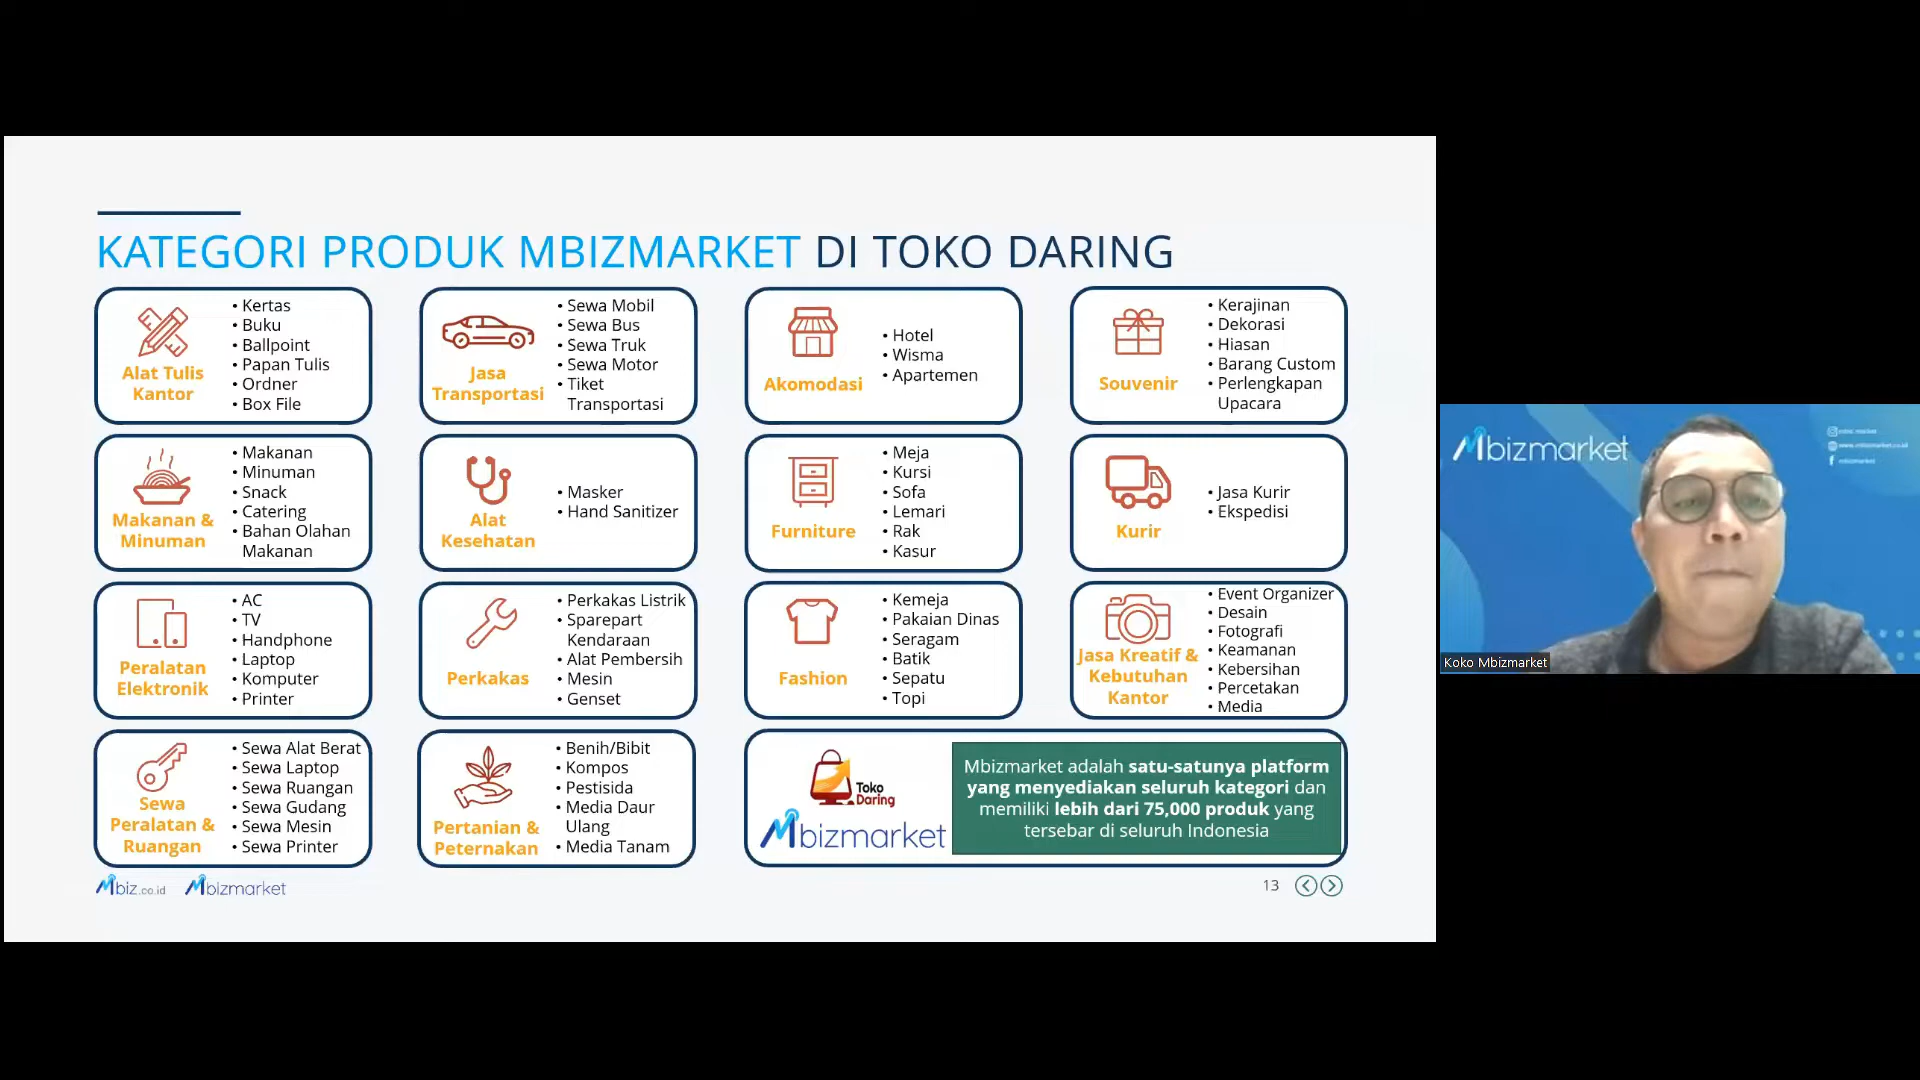 KATEGORI PRODUK MBIZMARKET DI TOKO DARING
Alat Tulis
Kantor
• Kertas
• Buku
• Ballpoint
• Papan Tulis
• Ordner
• Box File
Jasa
Transportasi
• Sewa Mobil
• Sewa Bus
• Sewa Truk
• Sewa Motor
• Tiket
Transportasi
Akomodasi
• Hotel
• Wisma
• Apartemen
Souvenir
• Kerajinan
• Dekorasi
• Hiasan
• Barang Custom
• Perlengkapan
Upacara
Makanan &
Minuman
• Makanan
• Minuman
• Snack
• Catering
• Bahan Olahan
Makanan
Alat
Kesehatan
• Masker
• Hand Sanitizer
Furniture
• Meja
• Kursi
• Sofa
• Lemari
• Rak
• Kasur
Kurir
• Jasa Kurir
• Ekspedisi
Peralatan
Elektronik
• AC
• TV
• Handphone
• Laptop
• Komputer
• Printer
Perkakas
• Perkakas Listrik
• Sparepart
Kendaraan
• Alat Pembersih
• Mesin
• Genset
Fashion
• Kemeja
• Pakaian Dinas
• Seragam
• Batik
• Sepatu
• Topi
Jasa Kreatif &
Kebutuhan
Kantor
• Event Organizer
• Desain
• Fotografi
• Keamanan
• Kebersihan
• Percetakan
• Media
Sewa
Peralatan &
Ruangan
• Sewa Alat Berat
• Sewa Laptop
• Sewa Ruangan
• Sewa Gudang
• Sewa Mesin
• Sewa Printer
Pertanian &
Peternakan
• Benih/Bibit
• Kompos
• Pestisida
• Media Daur
Ulang
• Media Tanam
Toko
Daring
Mbizmarket
Mbizmarket adalah satu-satunya platform
yang menyediakan seluruh kategori dan
memiliki lebih dari 75,000 produk yang
tersebar di seluruh Indonesia
Mbiz.co.id
Mbizmarket
13
Mbizmarket
Koko Mbizmarket